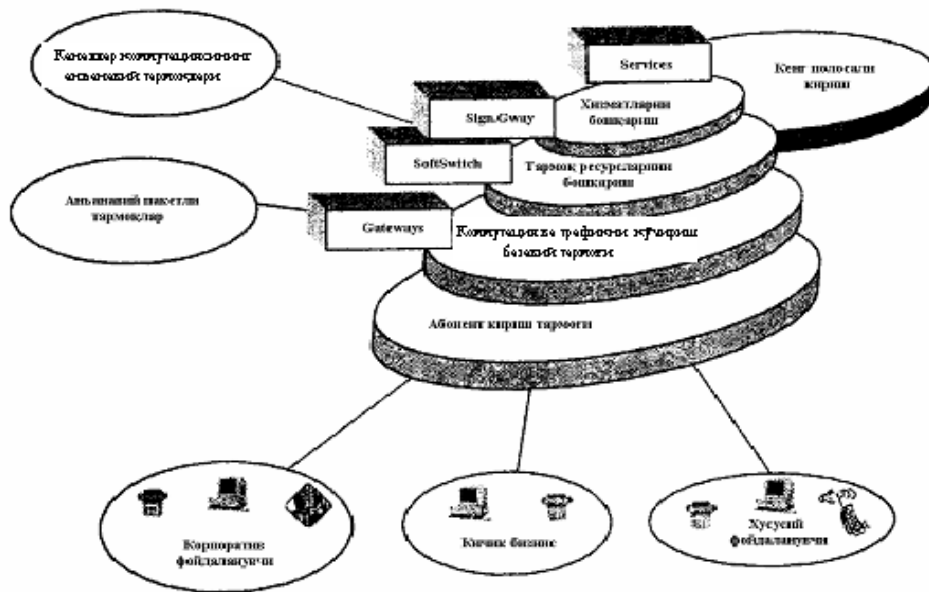 Каналлар коммутациясининг
анъанавий тармоқлари
Services
Кенг полосали
кириш
Хизматларни
бошқариш
Sign.Gway
SoftSwitch
Тармоқ ресурсларини
бошқариш
Анъанавий пакетли
тармоқлар
Gateways
Коммутация ва трафикни кўчириш
базавий тармоғи
Абонент кириш тармоғи
Корпоратив
фойдаланувчи
Кичик бизнес
Хусусий
фойдаланувчи